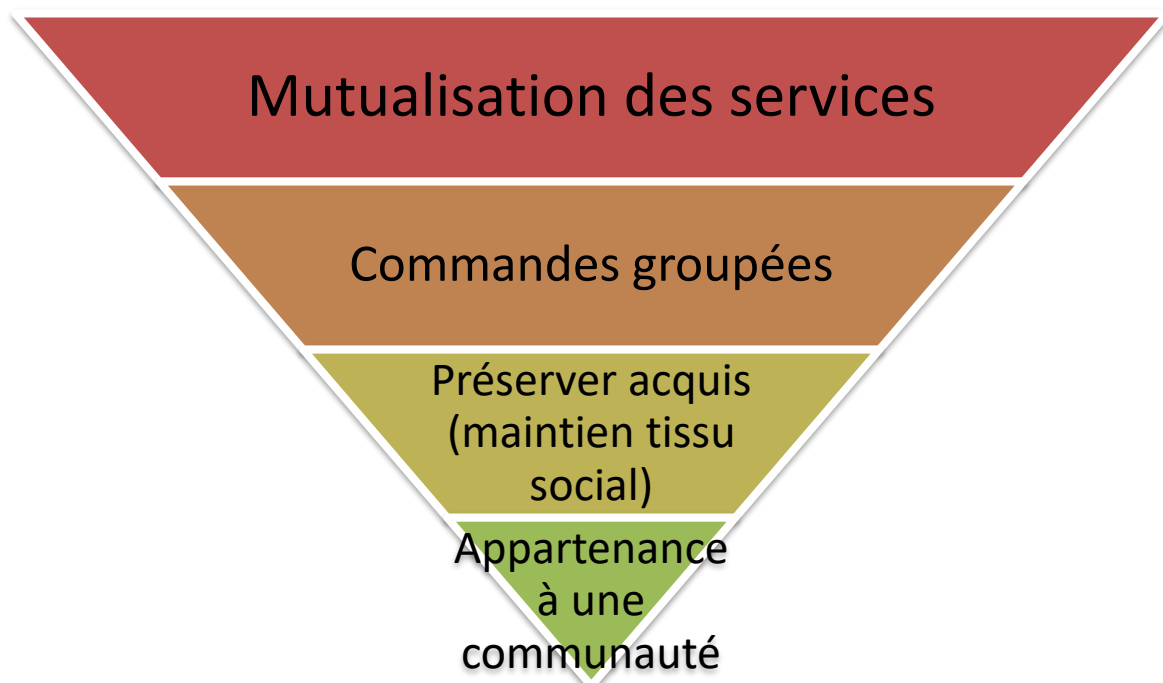 Mutualisation des services
Commandes groupées
Préserver acquis
(maintien tissu
social)
Appartenance
à une
communauté